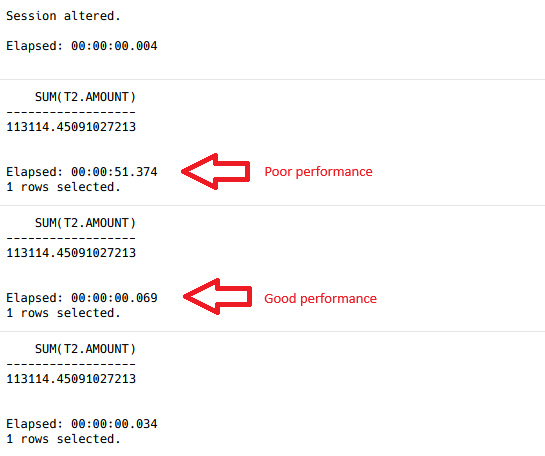 Session altered.
Elapsed: 00:00:00.004
SUM(T2.AMOUNT)
------------------
113114.45091027213
Elapsed: 00:00:51.374
Poor performance
1 rows selected.
SUM(T2.AMOUNT)
------------------
113114.45091027213
Elapsed: 00:00:00.069
Good performance
1 rows selected.
SUM(T2.AMOUNT)
------------------
113114.45091027213
Elapsed: 00:00:00.034
1 rows selected.